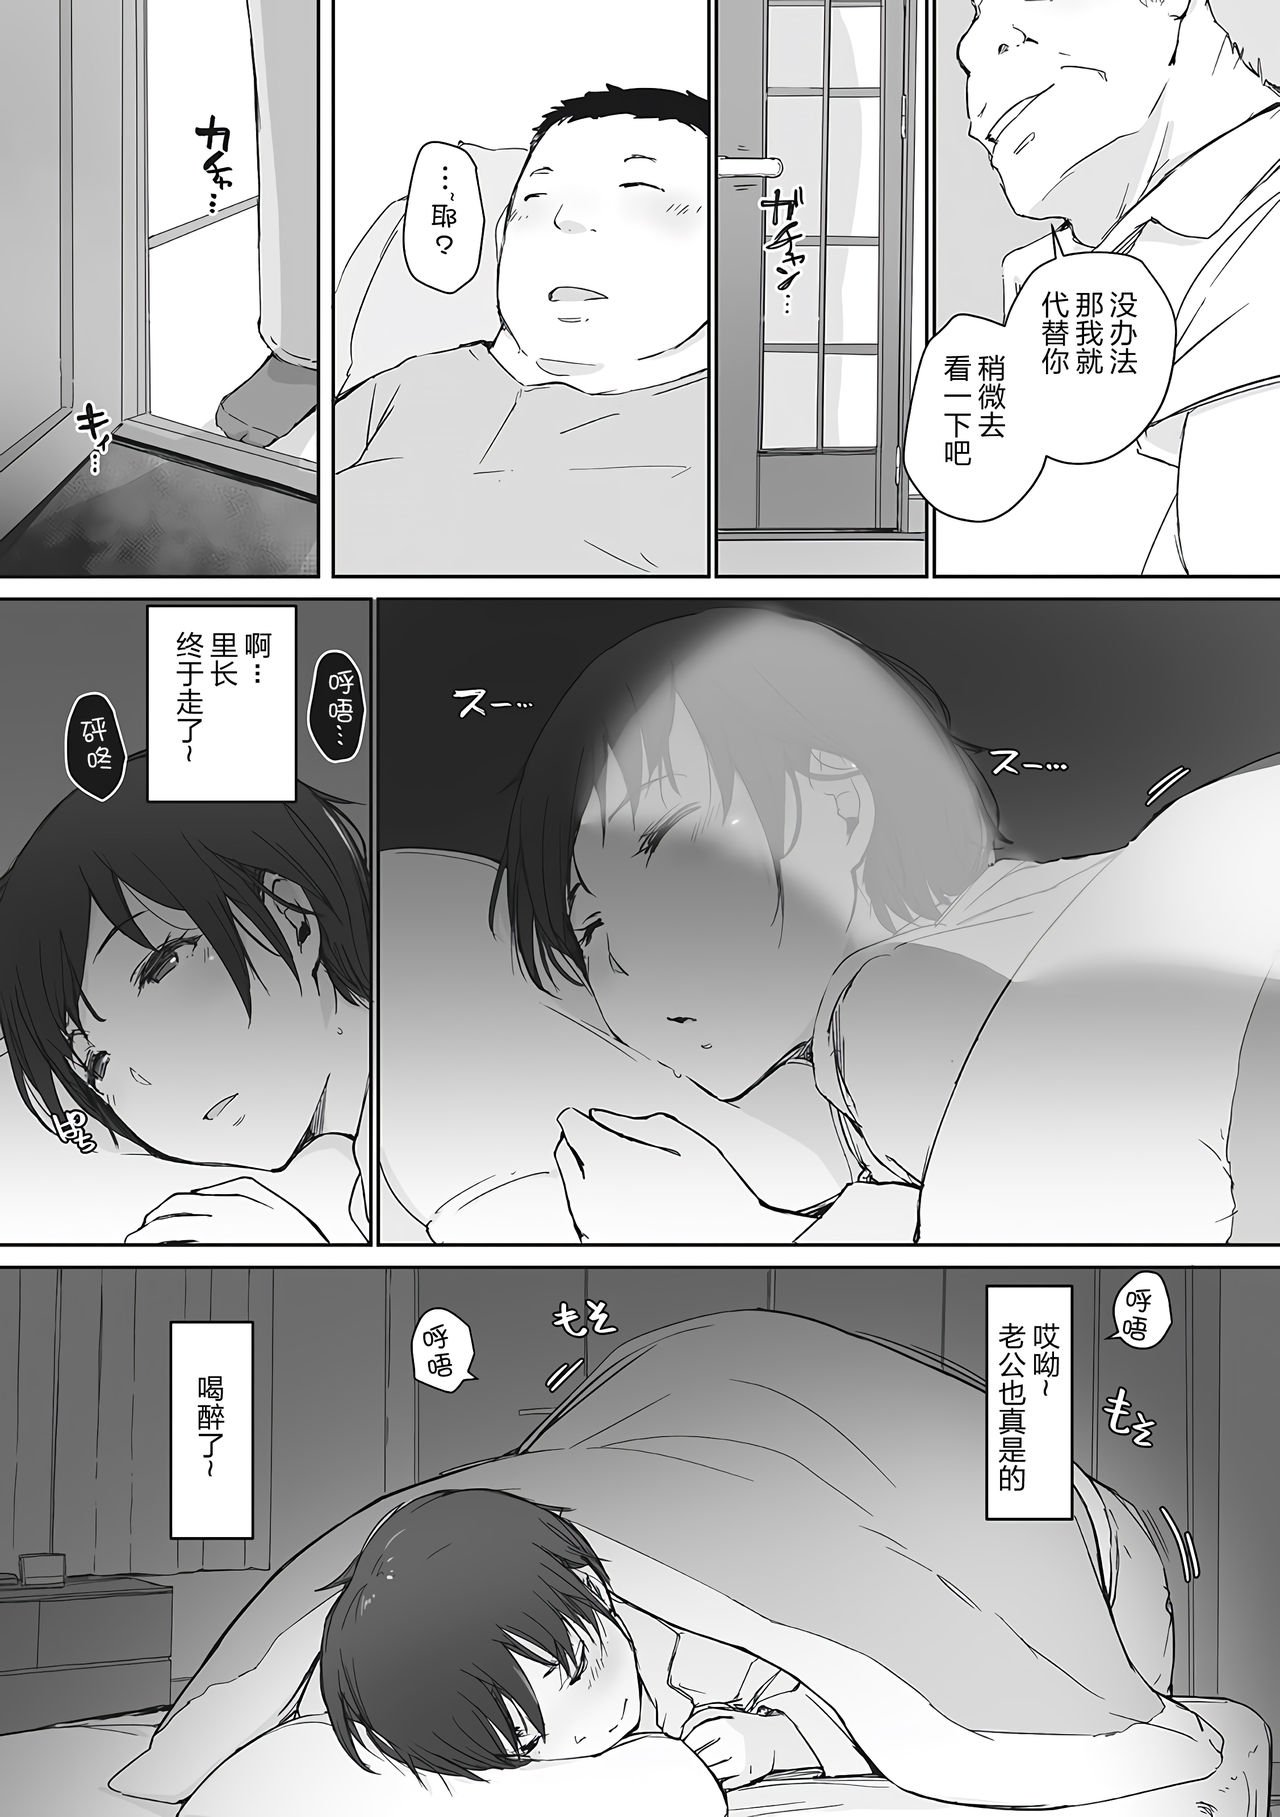 没办法
那我就
代替你
稍微去
看一下吧
ガチャン…
…~耶？
カチャ…
キィ…
スー…
スー…
啊…
里长
终于走了~
呼唔…
砰咚
ぱち
呼唔
哎呦~
老公也真是的
もそ
もそ
呼唔
喝醉了~